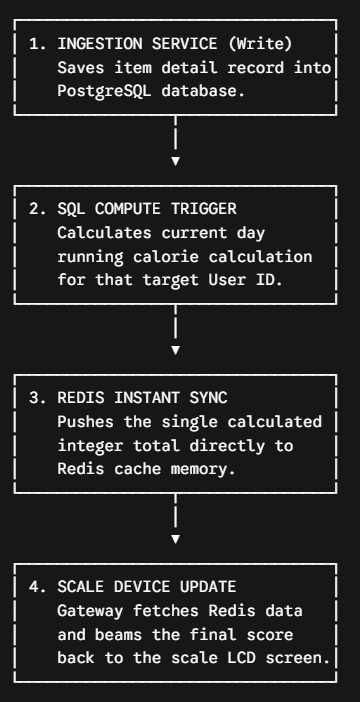 1. INGESTION SERVICE (Write)
Saves item detail record into
PostgreSQL database.
2. SQL COMPUTE TRIGGER
Calculates current day
running calorie calculation
for that target User ID.
3. REDIS INSTANT SYNC
Pushes the single calculated
integer total directly to
Redis cache memory.
4. SCALE DEVICE UPDATE
Gateway fetches Redis data
and beams the final score
back to the scale LCD screen.